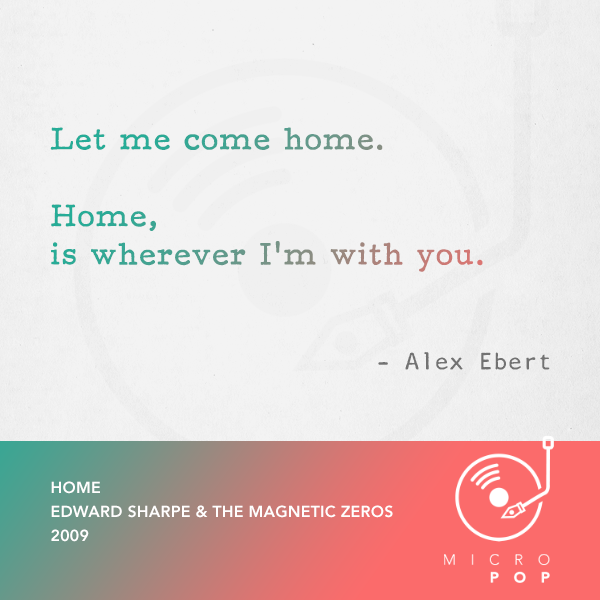 Let me come home.
Home,
is wherever I'm with you.
- Alex Ebert
HOME
EDWARD SHARPE & THE MAGNETIC ZEROS
2009
MICRO
POP